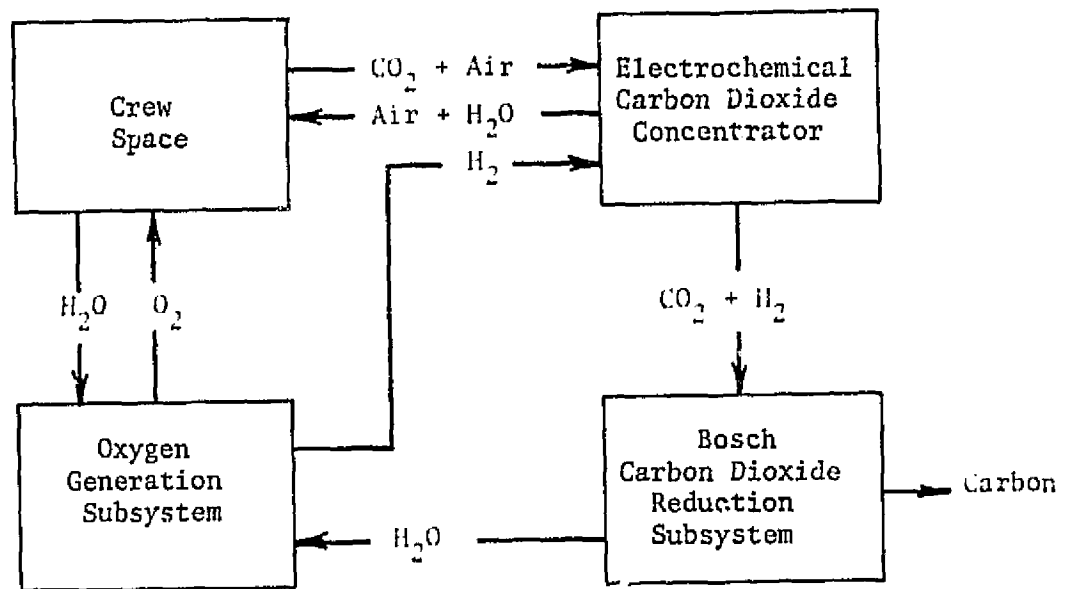 Crew
Space
CO2 + Air
Air + H2O
H2
Electrochemical
Carbon Dioxide
Concentrator
H2O
O2
CO2 + H2
Oxygen
Generation
Subsystem
Bosch
Carbon Dioxide
Reduction
Subsystem
Carbon
H2O